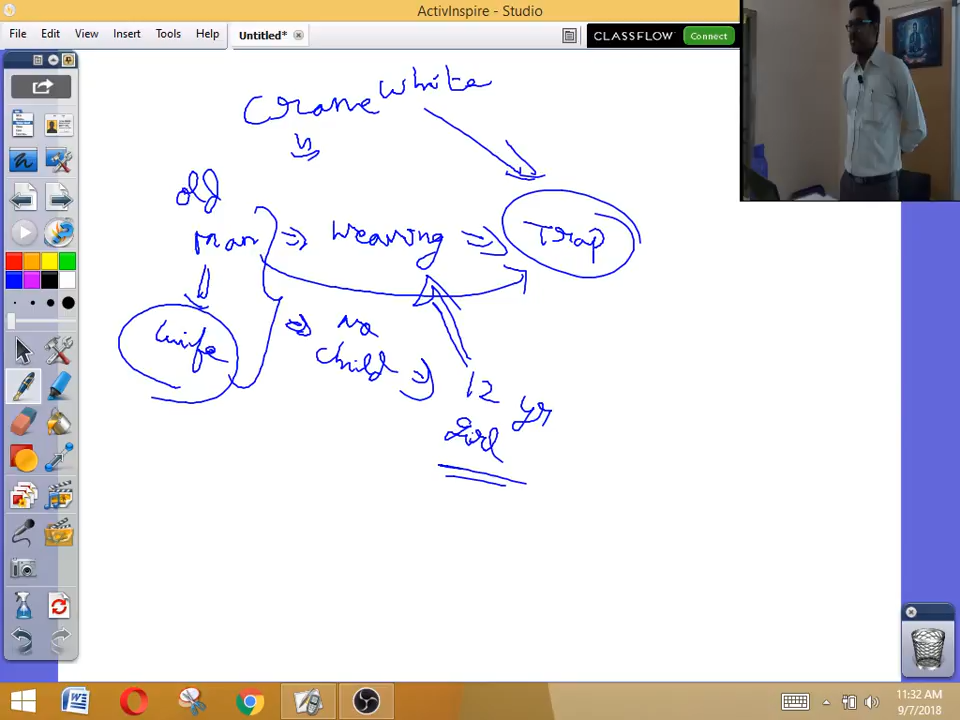 ActivInspire - Studio
File Edit View Insert Tools Help
Untitled*
CLASSFLOW Connect
Crane White
old
man ⇒ Weaving ⇒ Trap
wife
⇒ No
child ⇒
12 yr
Girl
11:32 AM
9/7/2018